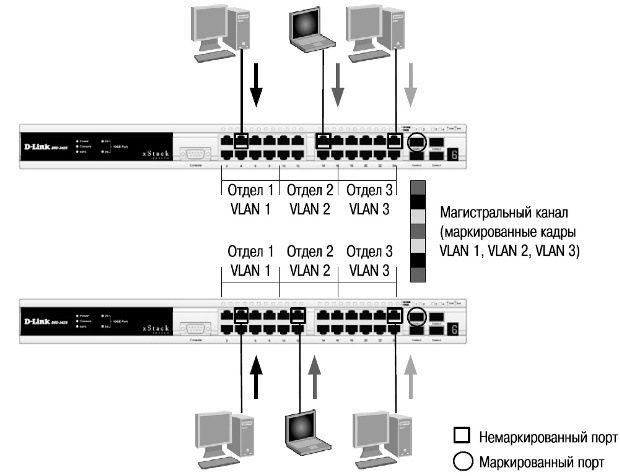 D-Link
xStack
Отдел 1 Отдел 2 Отдел 3
VLAN 1 VLAN 2 VLAN 3
Магистральный канал
(маркированные кадры
VLAN 1, VLAN 2, VLAN 3)
Отдел 1 Отдел 2 Отдел 3
VLAN 1 VLAN 2 VLAN 3
D-Link
xStack
Немаркированный порт
Маркированный порт